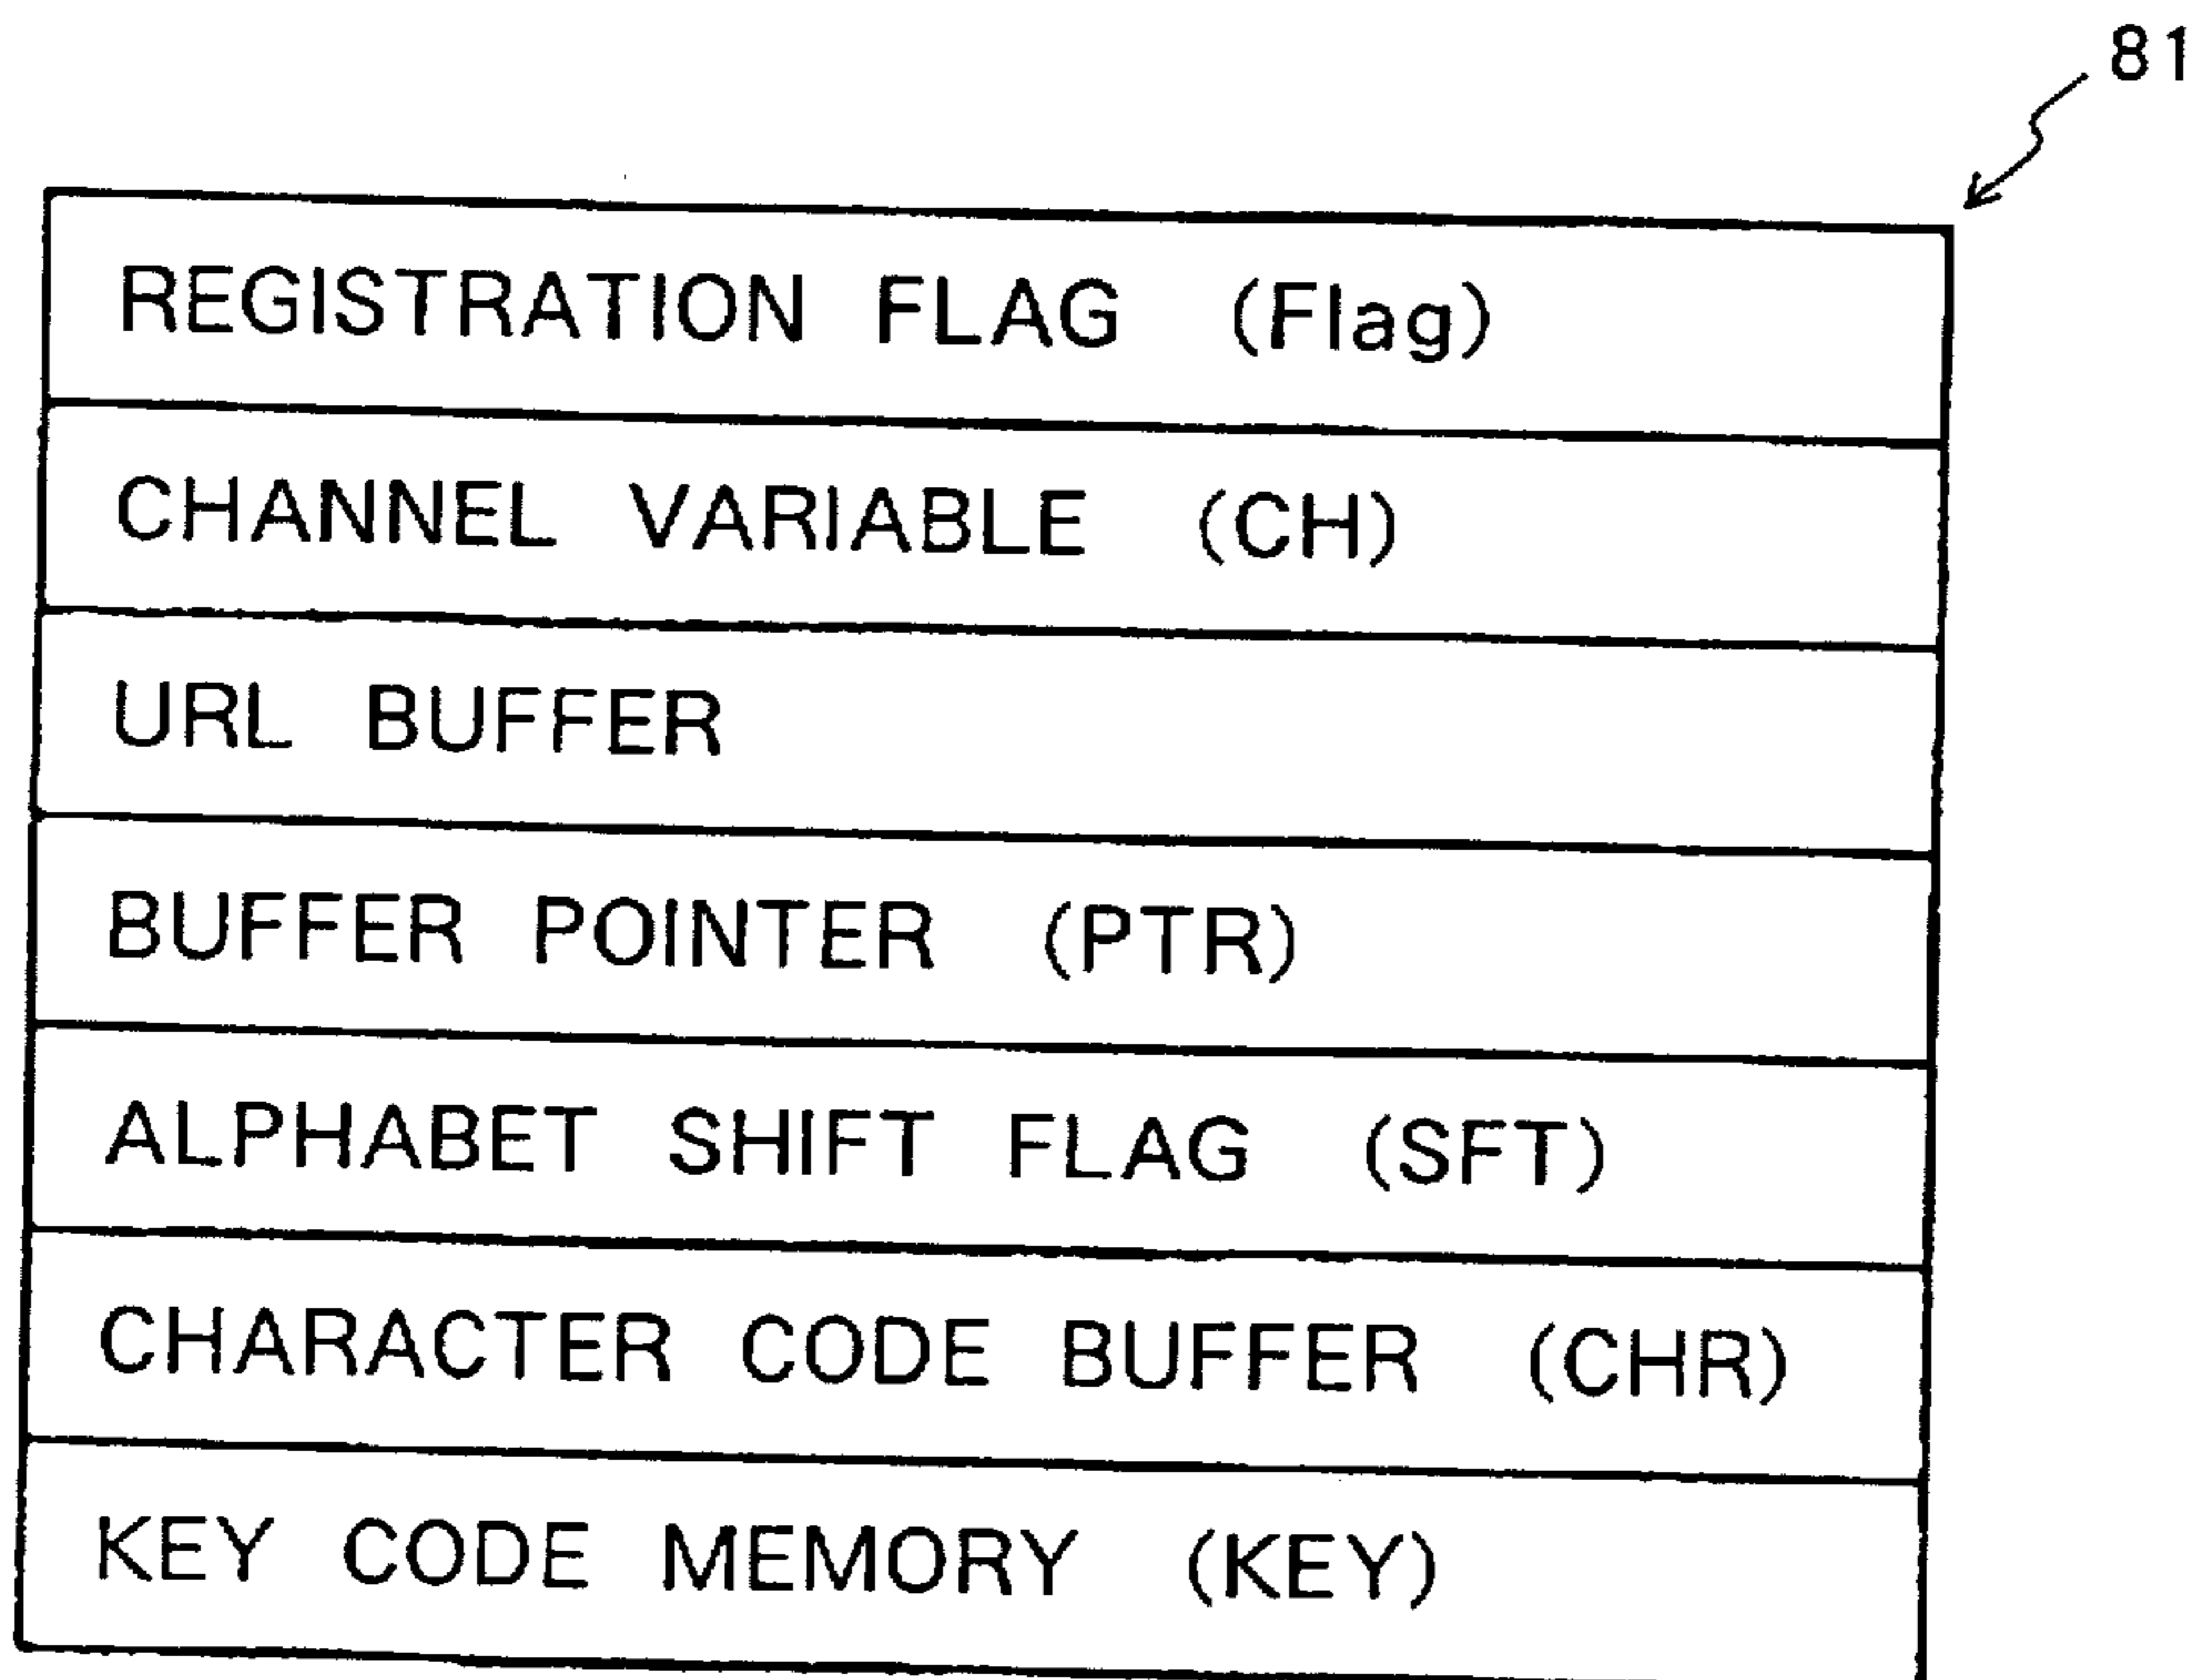 81
REGISTRATION FLAG (Flag)
CHANNEL VARIABLE (CH)
URL BUFFER
BUFFER POINTER (PTR)
ALPHABET SHIFT FLAG (SFT)
CHARACTER CODE BUFFER (CHR)
KEY CODE MEMORY (KEY)